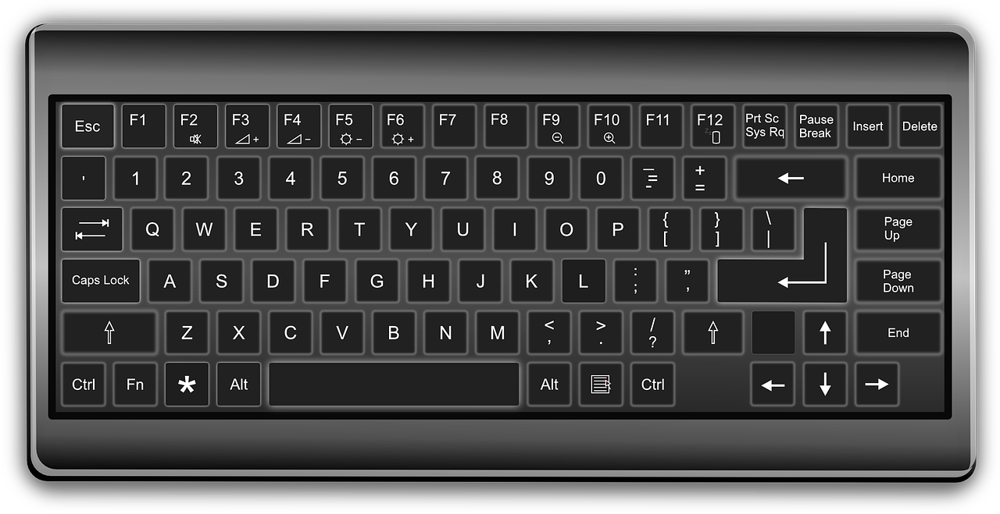 Esc F1 F2 F3 + F4 - F5 - F6 + F7 F8 F9 F10 F11 F12 Prt Sc Sys Rq Pause Break Insert Delete
' 1 2 3 4 5 6 7 8 9 0 — = - + = ← Home
Q W E R T Y U I O P { [ } ] \ | Page Up
Caps Lock A S D F G H J K L : ; " , Page Down
⇧ Z X C V B N M < , > . / ? ⇧ ↑ End
Ctrl Fn * Alt Alt Ctrl ← ↓ →